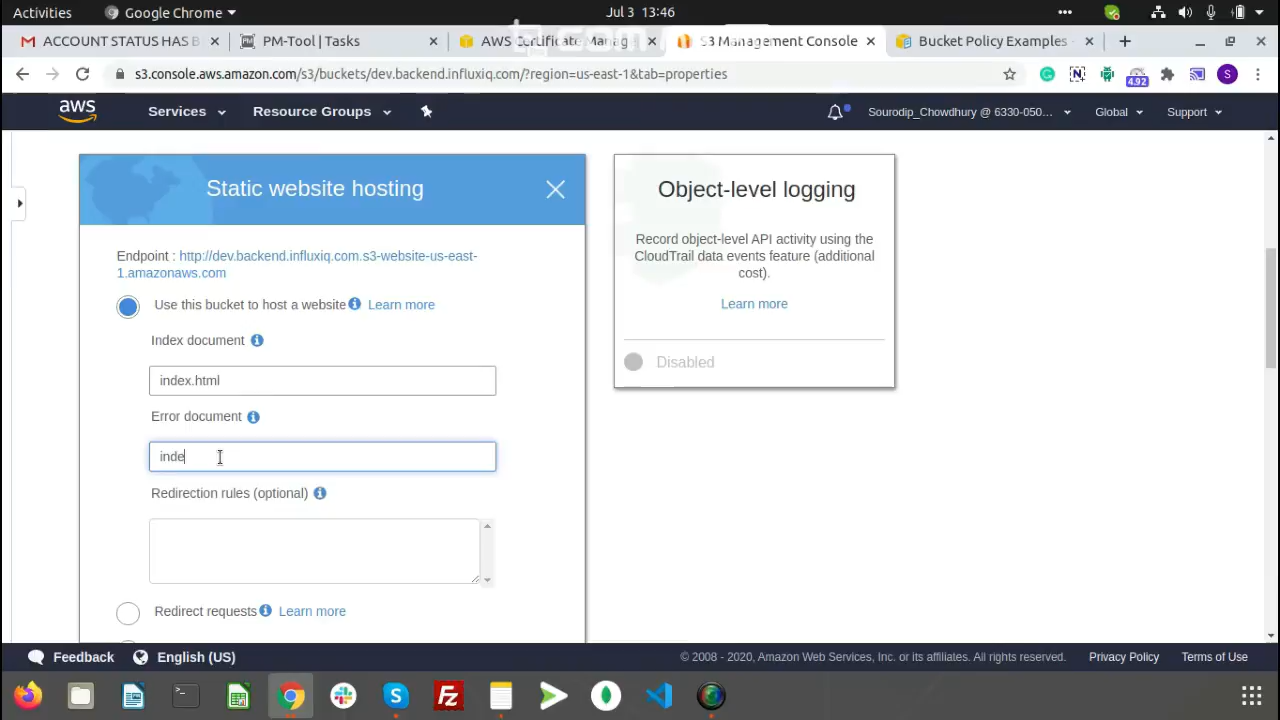 Activities Google Chrome Jul 3 13:46
ACCOUNT STATUS HAS B PM-Tool | Tasks AWS Certificate Manag S3 Management Console Bucket Policy Examples -
s3.console.aws.amazon.com/s3/buckets/dev.backend.influxiq.com/?region=us-east-1&tab=properties
4.92
S
aws Services Resource Groups Sourodip_Chowdhury @ 6330-050... Global Support
Static website hosting
Object-level logging
Endpoint : http://dev.backend.influxiq.com.s3-website-us-east-
1.amazonaws.com
Record object-level API activity using the
CloudTrail data events feature (additional
cost).
Learn more
Use this bucket to host a website Learn more
Index document
Disabled
index.html
Error document
inde
Redirection rules (optional)
Redirect requests Learn more
Feedback English (US) © 2008 - 2020, Amazon Web Services, Inc. or its affiliates. All rights reserved. Privacy Policy Terms of Use